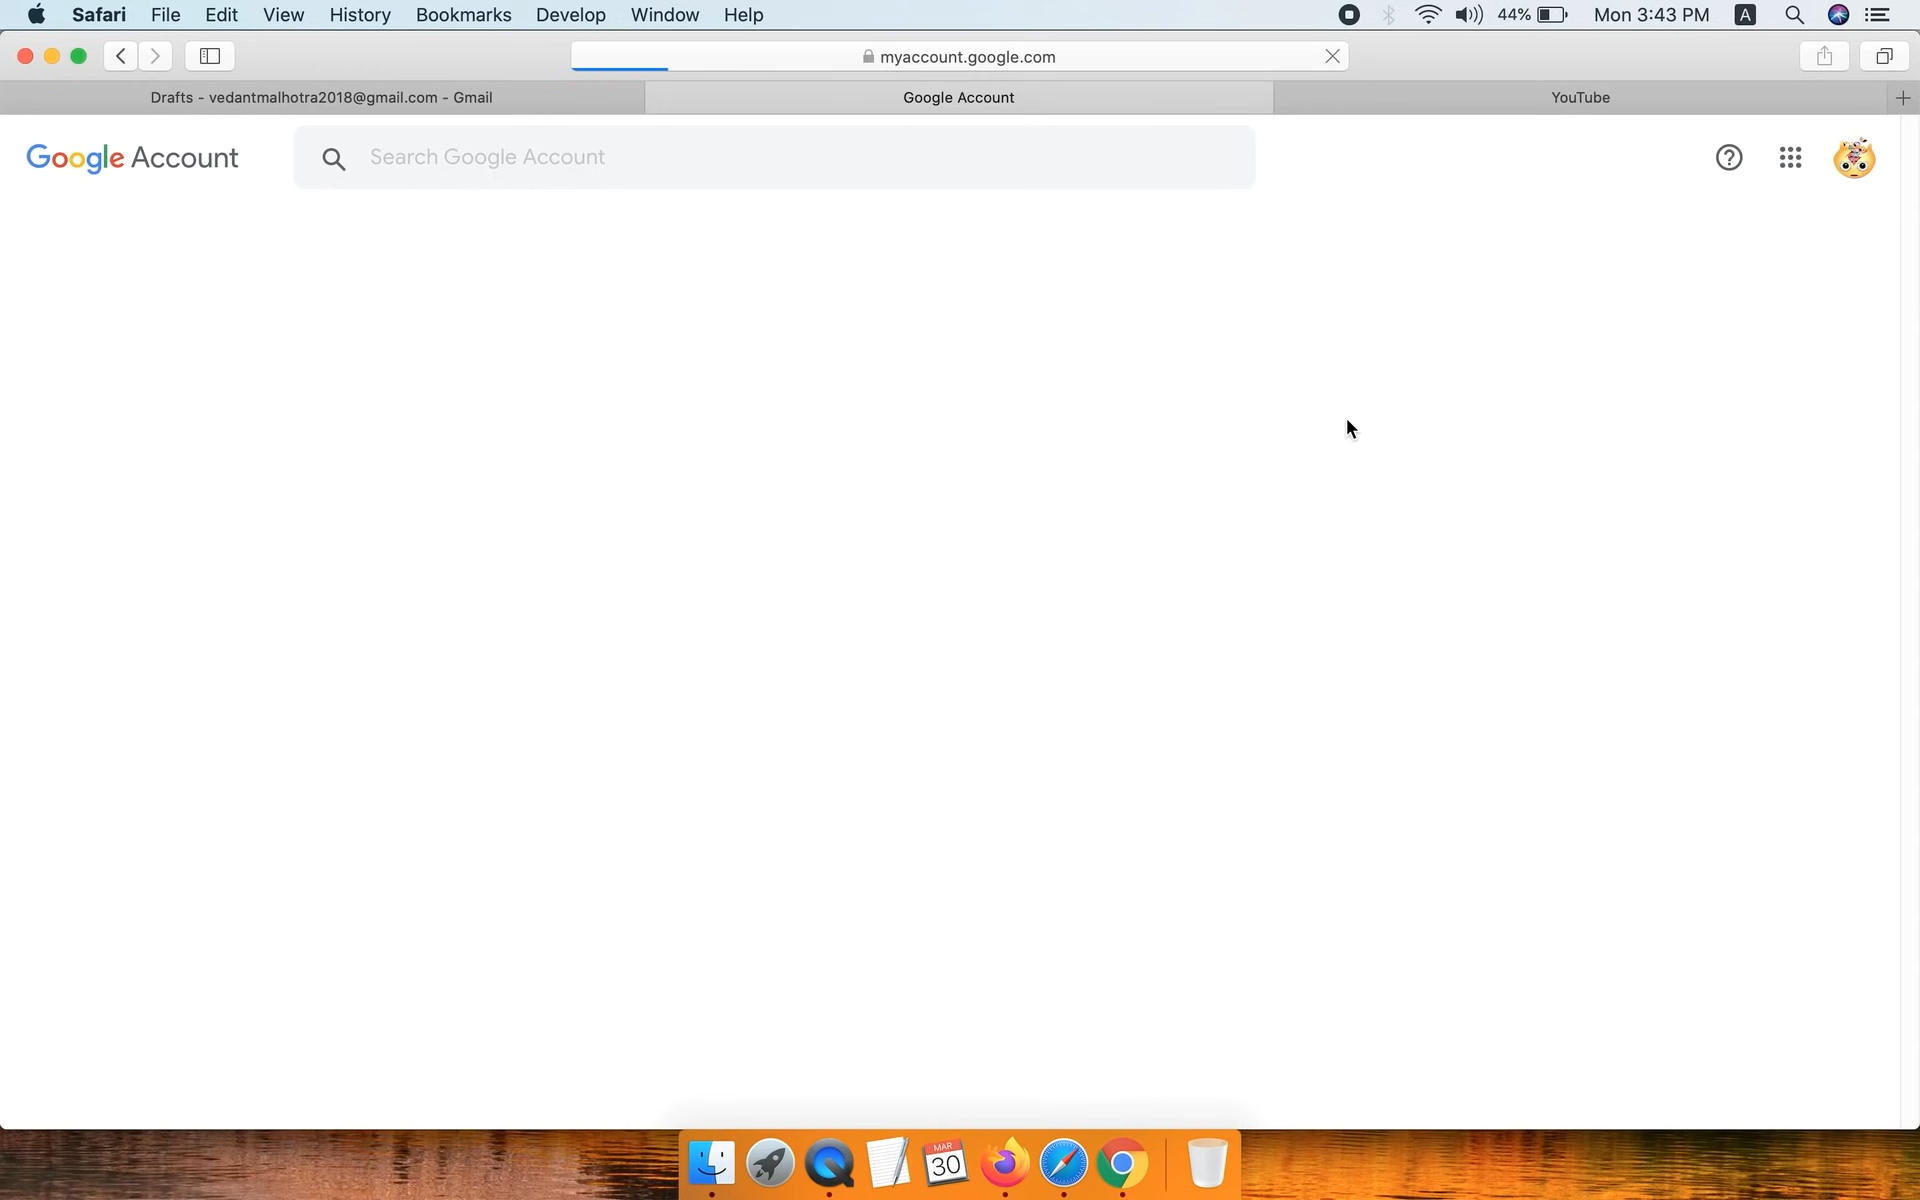 Safari File Edit View History Bookmarks Develop Window Help 44% Mon 3:43 PM A
myaccount.google.com
Drafts - vedantmalhotra2018@gmail.com - Gmail Google Account YouTube
Google Account Search Google Account
MAR
30